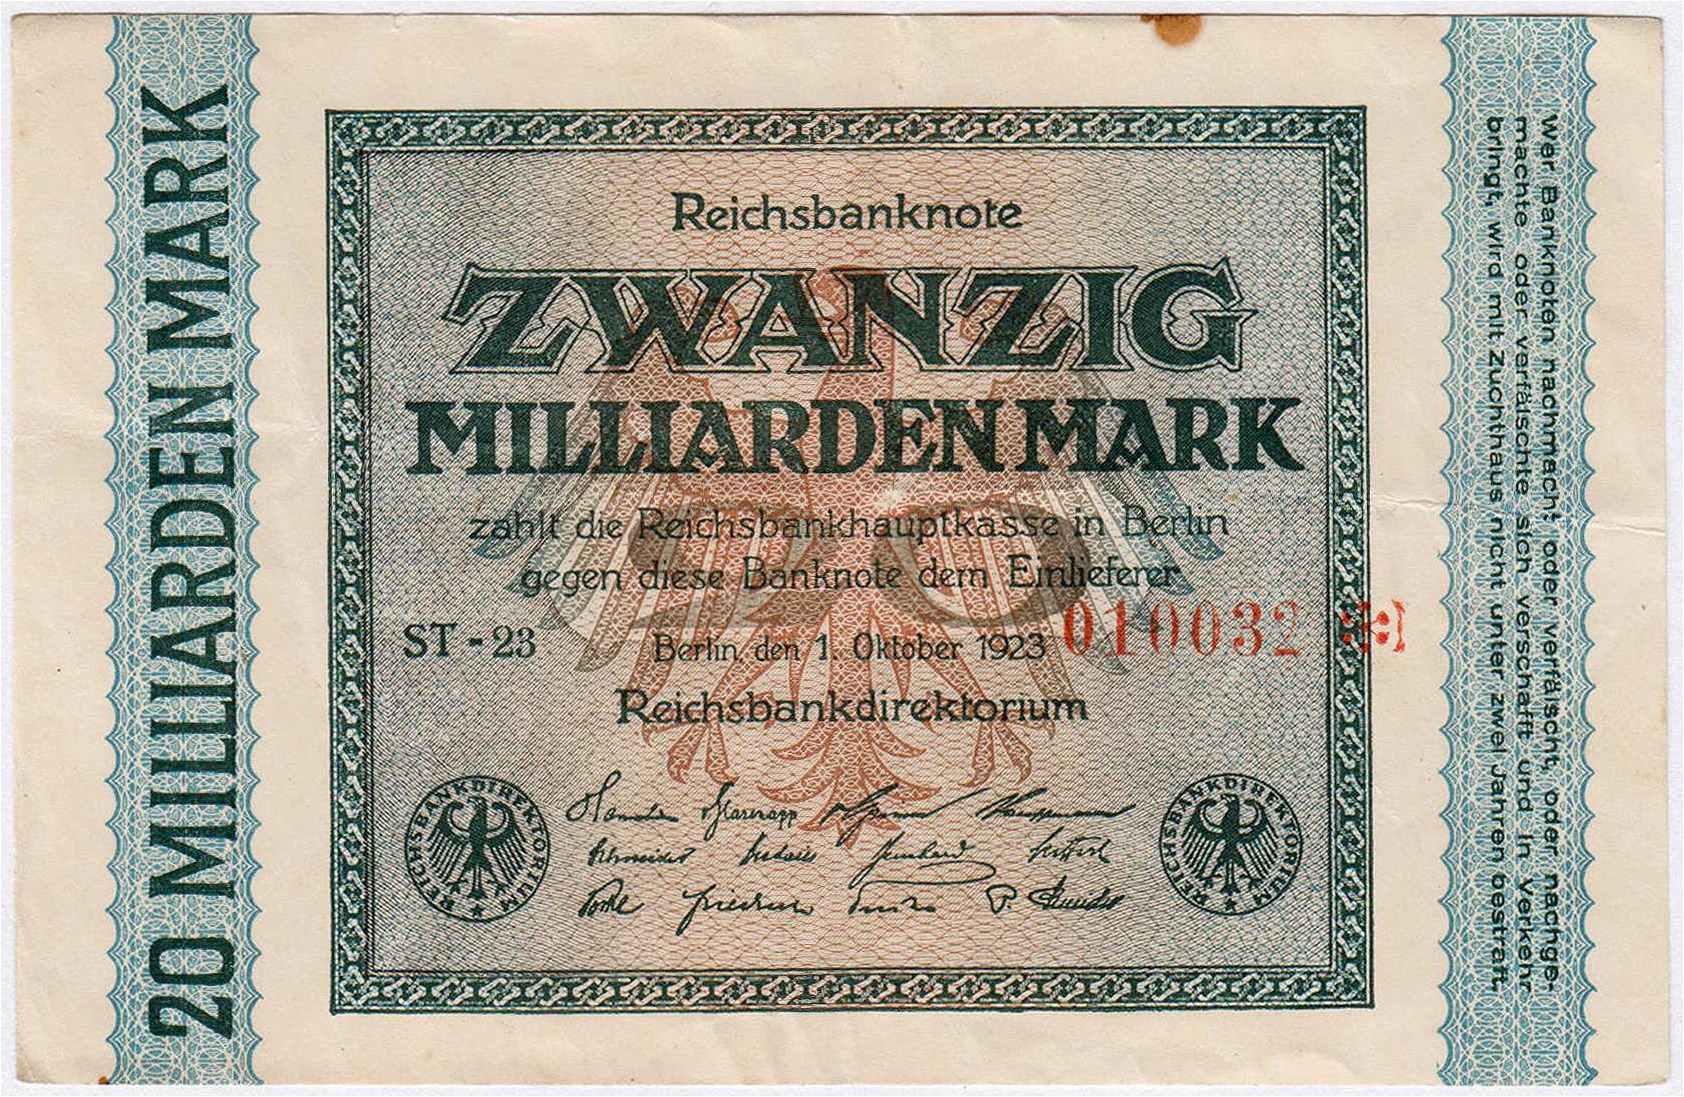 20 MILLIARDEN MARK
Reichsbanknote
ZWANZIG
MILLIARDEN MARK
zahlt die Reichsbankhauptkasse in Berlin
gegen diese Banknote dem Einlieferer
20
010032 *
ST - 23
Berlin, den 1. Oktober 1923
Reichsbankdirektorium
REICHSBANKDIREKTORIUM
REICHSBANKDIREKTORIUM
Wer Banknoten nachmacht oder verfälscht, oder nachge-
machte oder verfälschte sich verschafft und in Verkehr
bringt, wird mit Zuchthaus nicht unter zwei Jahren bestraft.